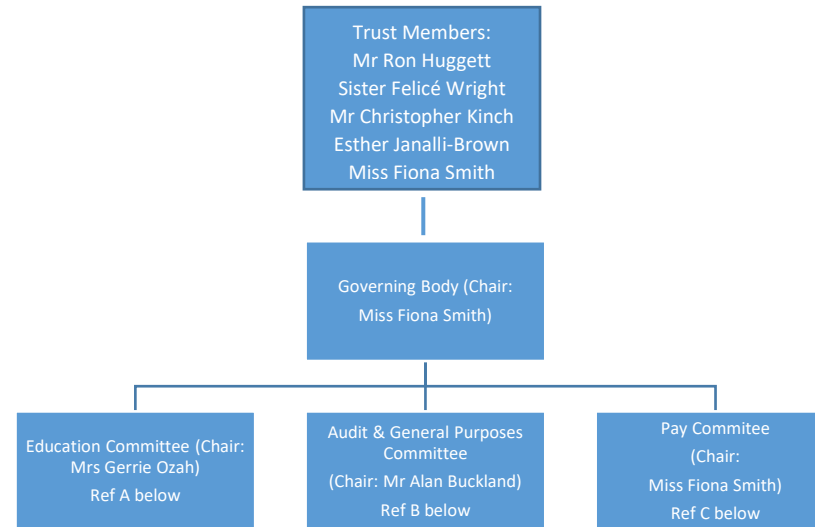 Trust Members:
Mr Ron Huggett
Sister Felicé Wright
Mr Christopher Kinch
Esther Janalli-Brown
Miss Fiona Smith
Governing Body (Chair:
Miss Fiona Smith)
Education Committee (Chair:
Mrs Gerrie Ozah)
Ref A below
Audit & General Purposes
Committee
(Chair: Mr Alan Buckland)
Ref B below
Pay Commitee
(Chair:
Miss Fiona Smith)
Ref C below